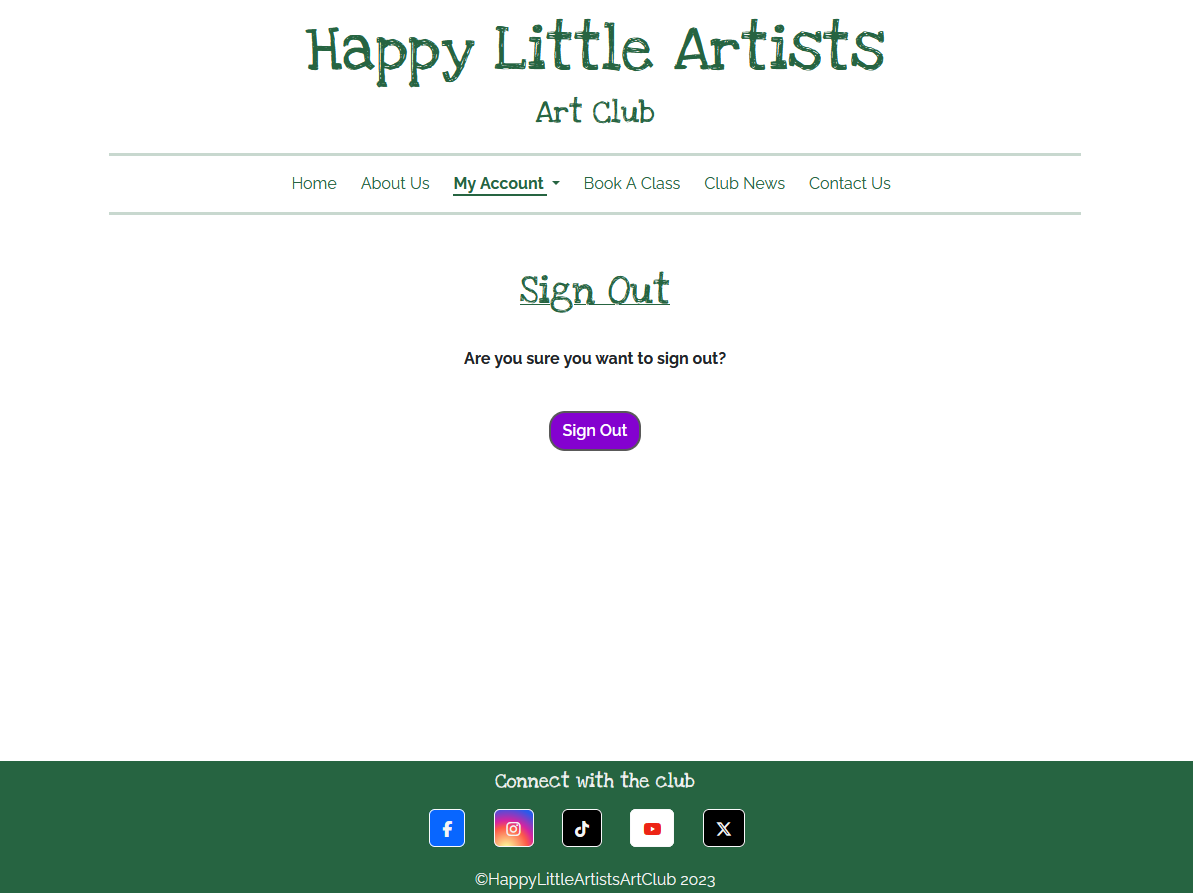 Happy Little Artists
Art Club
Home About Us My Account Book A Class Club News Contact Us
Sign Out
Are you sure you want to sign out?
Sign Out
Connect with the club
©HappyLittleArtistsArtClub 2023